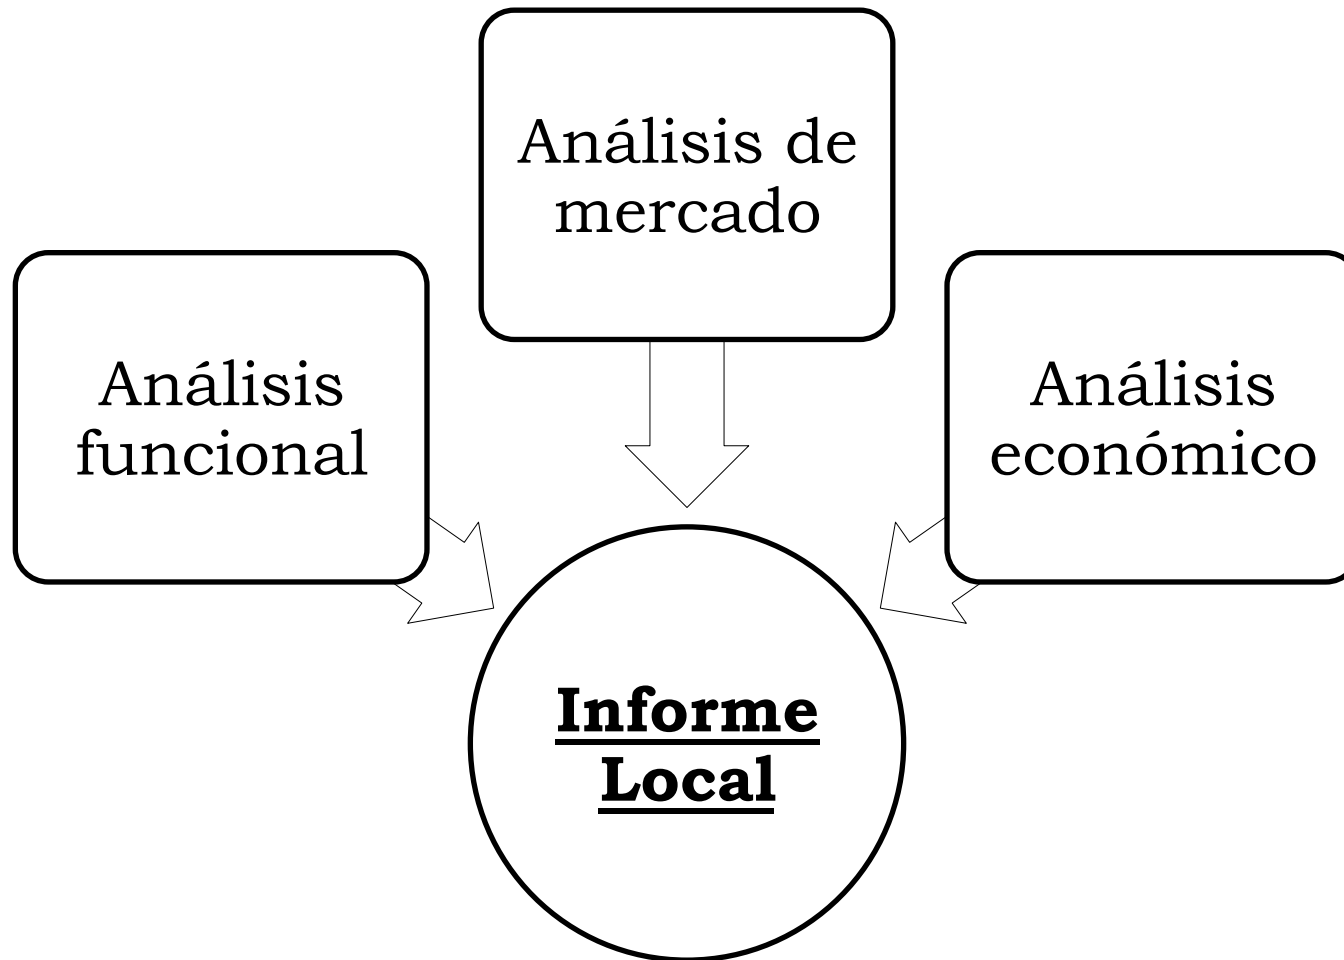 Análisis de
mercado
Análisis
funcional
Análisis
económico
Informe
Local